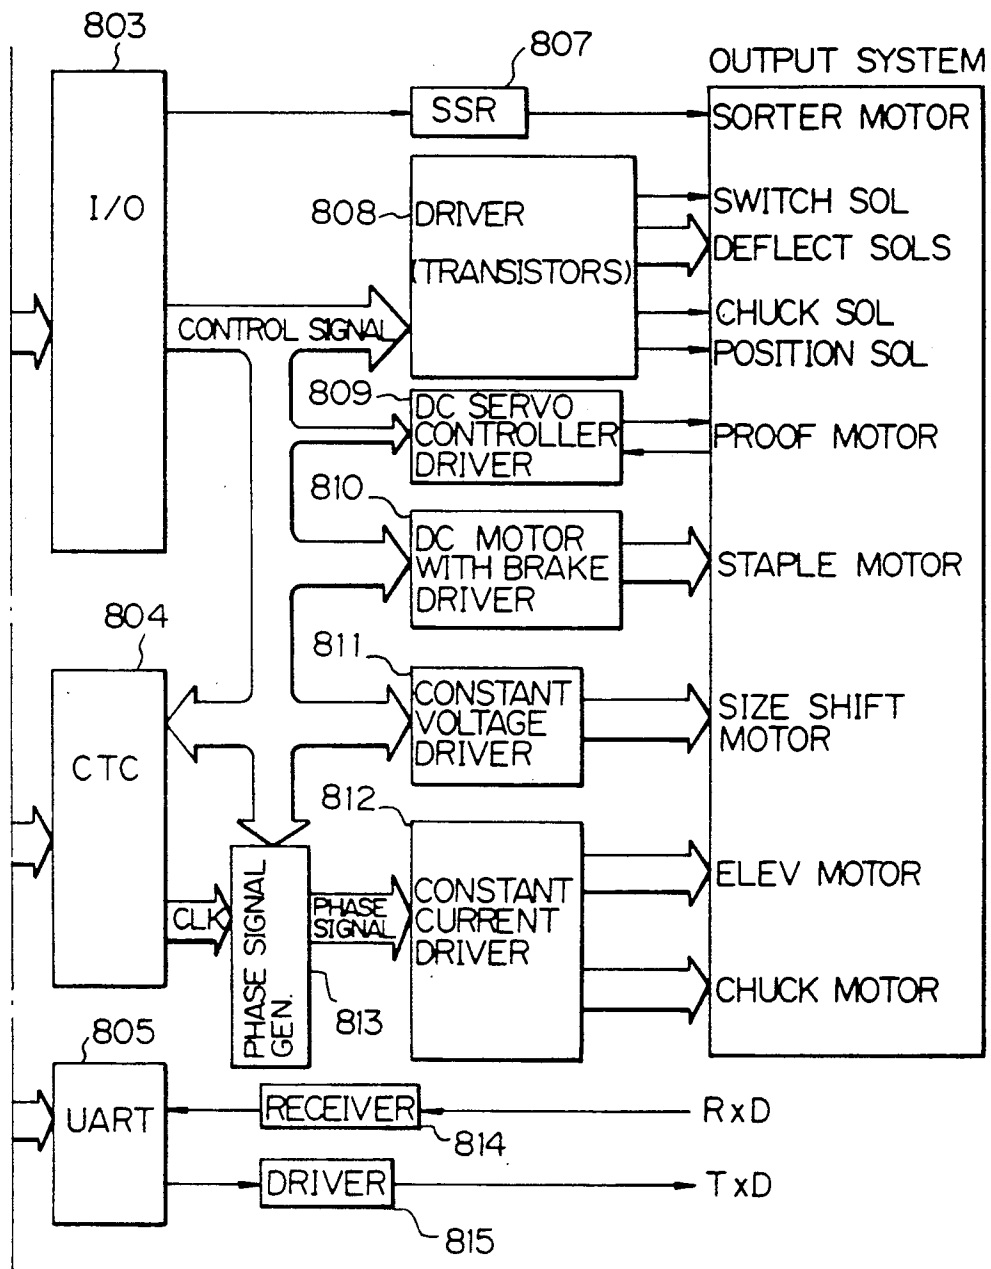 803
807
OUTPUT SYSTEM
SSR
SORTER MOTOR
I/O
808
DRIVER
(TRANSISTORS)
SWITCH SOL
DEFLECT SOLS
CHUCK SOL
POSITION SOL
CONTROL SIGNAL
809
DC SERVO
CONTROLLER
DRIVER
PROOF MOTOR
810
DC MOTOR
WITH BRAKE
DRIVER
STAPLE MOTOR
804
811
CONSTANT
VOLTAGE
DRIVER
SIZE SHIFT
MOTOR
CTC
812
CONSTANT
CURRENT
DRIVER
ELEV MOTOR
CHUCK MOTOR
CLK
PHASE SIGNAL
GEN.
PHASE
SIGNAL
813
805
UART
RECEIVER
814
RxD
DRIVER
815
TxD